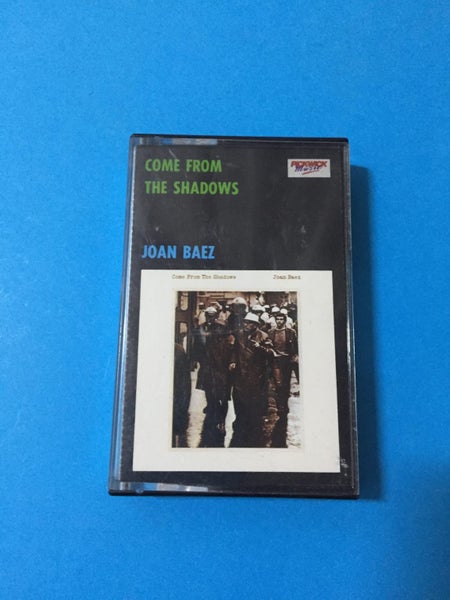 COME FROM
THE SHADOWS
PICKWICK
Music
JOAN BAEZ
Come From The Shadows Joan Baez